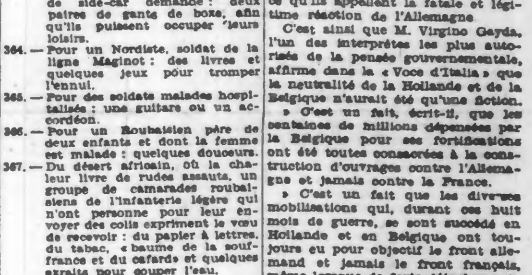 de side-car demande : deux
paires de gants de boxe, afin
qu'ils puissent occuper leurs
loisirs.
364. — Pour un Nordiste, soldat de la
ligne Maginot : des livres et
quelques jeux pour tromper
l'ennui.
365. — Pour des soldats malades hospi-
talisés : une guitare ou un ac-
cordéon.
366. — Pour un Roubaisien père de
deux enfants et dont la femme
est malade : quelques douceurs.
367. — Du désert africain, où la cha-
leur livre de rudes assauts, un
groupe de camarades roubai-
siens de l'infanterie légère qui
n'ont personne pour leur en-
voyer des colis expriment le vœu
de recevoir : du papier à lettres,
du tabac, « baume de la souf-
france et du cafard » et quelques
extraits pour couper l'eau.
ce qu'ils appellent la fatale et légi-
time réaction de l'Allemagne.
C'est ainsi que M. Virgino Gayda,
l'un des interprètes les plus auto-
risés de la pensée gouvernementale,
affirme dans la « Voce d'Italia » que
la neutralité de la Hollande et de la
Belgique n'aurait été qu'une fiction.
» C'est un fait, écrit-il, que les
centaines de millions dépensées par
la Belgique pour ses fortifications
ont été toutes consacrées à la cons-
truction d'ouvrages contre l'Allema-
gne et jamais contre la France.
» C'est un fait que les diverses
mobilisations qui, durant ces huit
mois de guerre, se sont succédé en
Hollande et en Belgique ont tou-
jours eu pour objectif le front alle-
mand et jamais le front français,